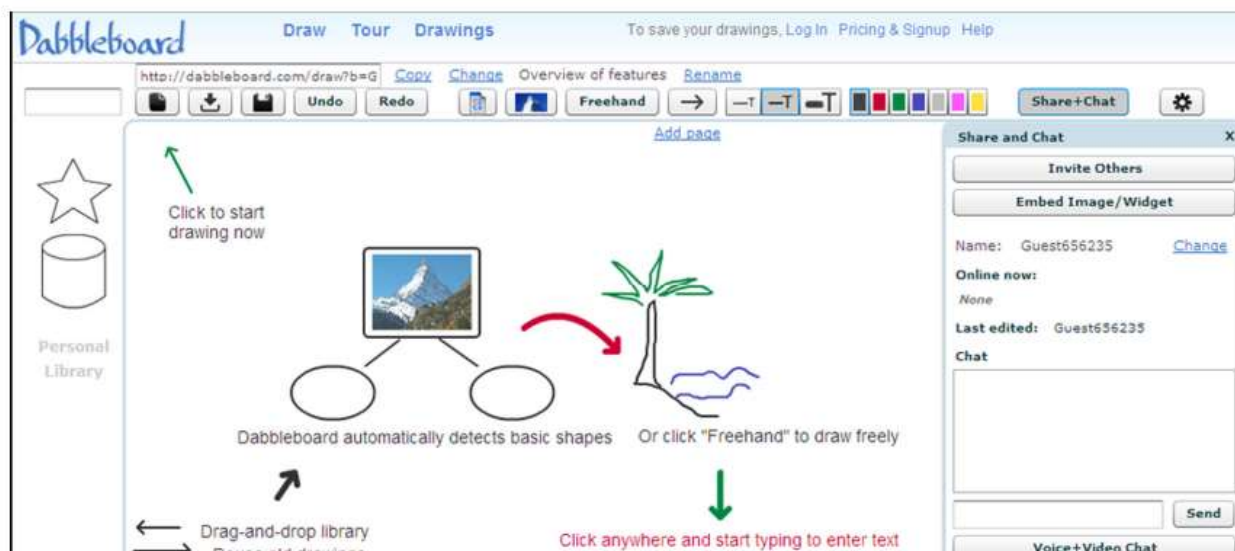 Dabbleboard Draw Tour Drawings To save your drawings, Log In Pricing & Signup Help
http://dabbleboard.com/draw?b=G Copy Change Overview of features Rename
Undo Redo Freehand T T T Share+Chat
Add page
Share and Chat X
Invite Others
Embed Image/Widget
Click to start
drawing now
Name: Guest656235 Change
Online now:
None
Last edited: Guest656235
Personal
Library
Chat
Dabbleboard automatically detects basic shapes
Or click "Freehand" to draw freely
Drag-and-drop library
Click anywhere and start typing to enter text
Send
Voice+Video Chat